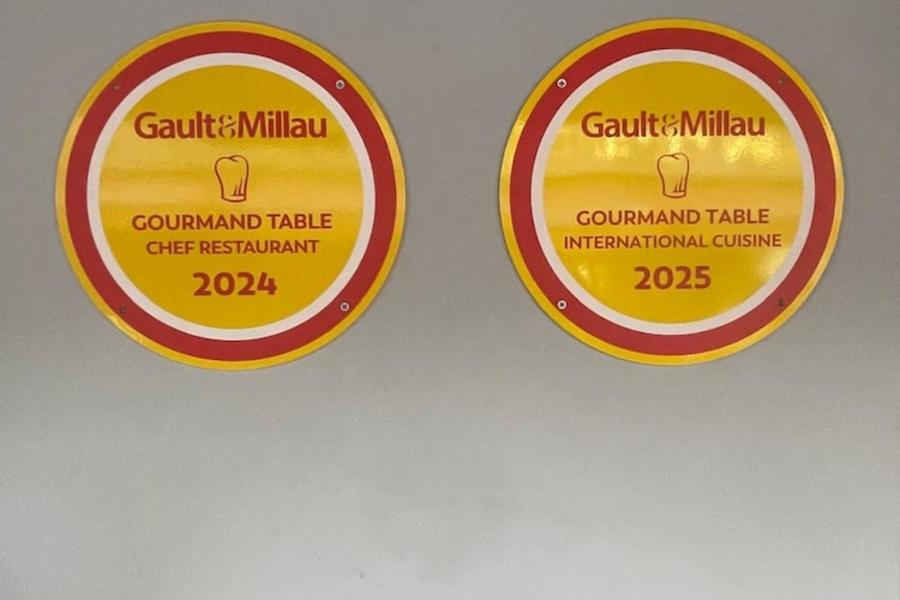 Gault&Millau
GOURMAND TABLE
CHEF RESTAURANT
2024
Gault&Millau
GOURMAND TABLE
INTERNATIONAL CUISINE
2025